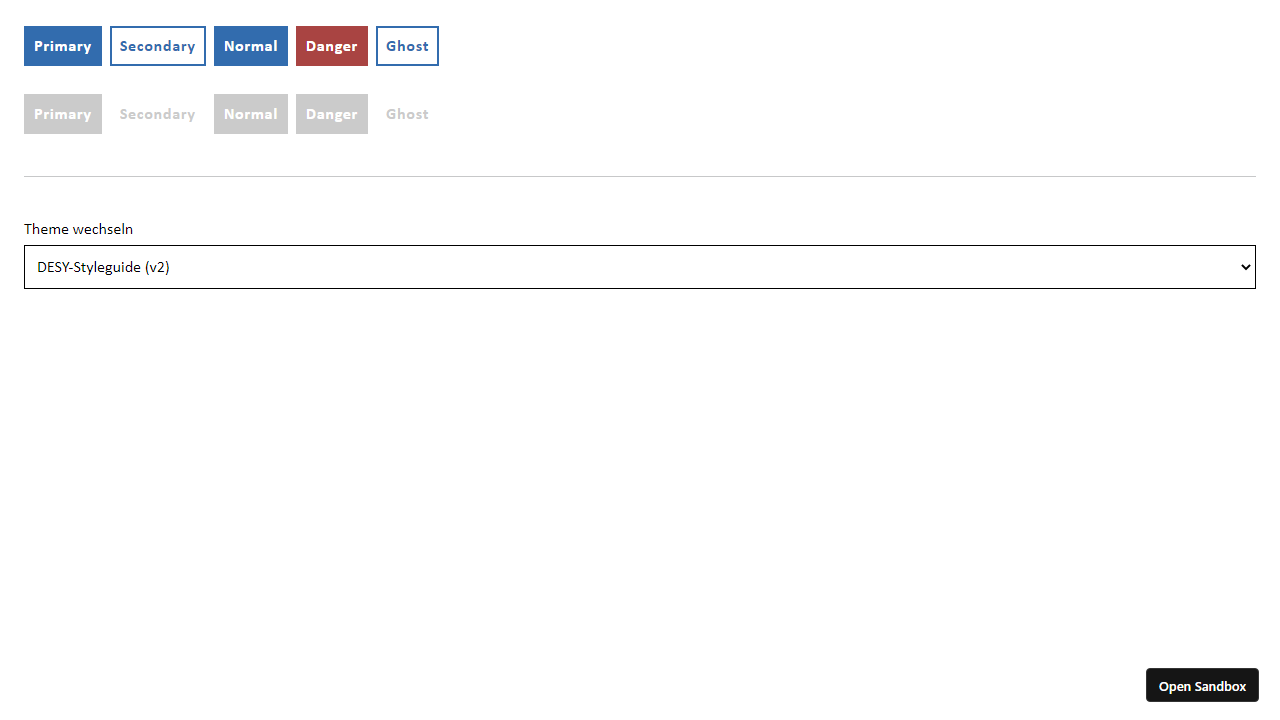 Primary Secondary Normal Danger Ghost
Primary Secondary Normal Danger Ghost
Theme wechseln
DESY-Styleguide (v2)
Open Sandbox